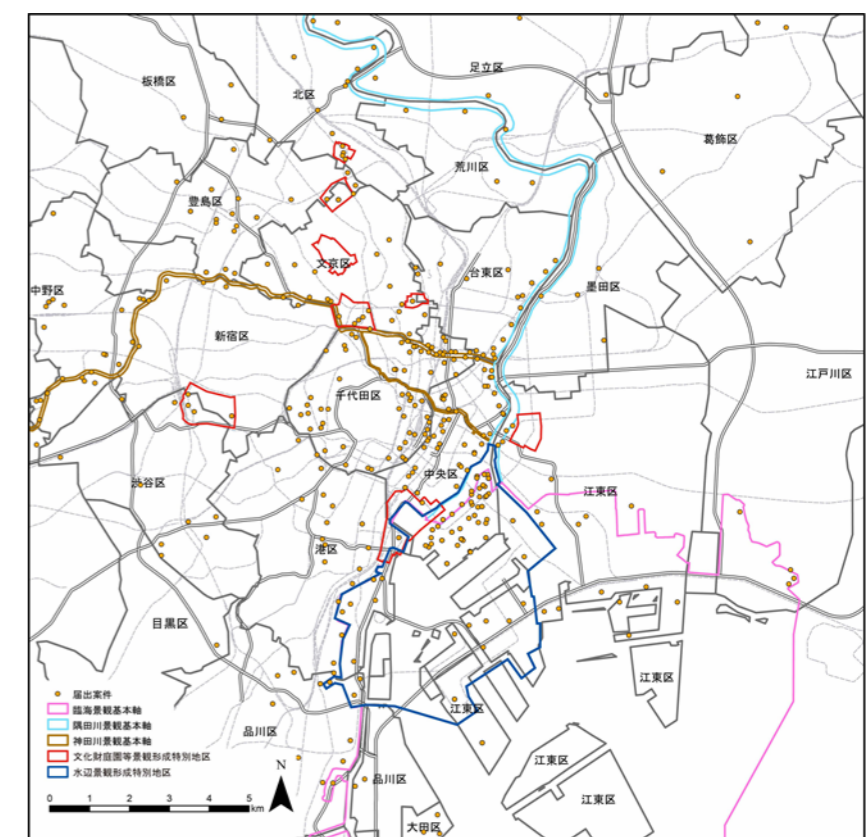 足立区
板橋区
北区
葛飾区
荒川区
豊島区
文京区
台東区
中野区
墨田区
新宿区
江戸川区
千代田区
中央区
渋谷区
江東区
港区
目黒区
江東区
江東区
品川区
江東区
品川区
江東区
大田区
届出案件
臨海景観基本軸
隅田川景観基本軸
神田川景観基本軸
文化財庭園等景観形成特別地区
水辺景観形成特別地区
N
0 1 2 3 4 5
km